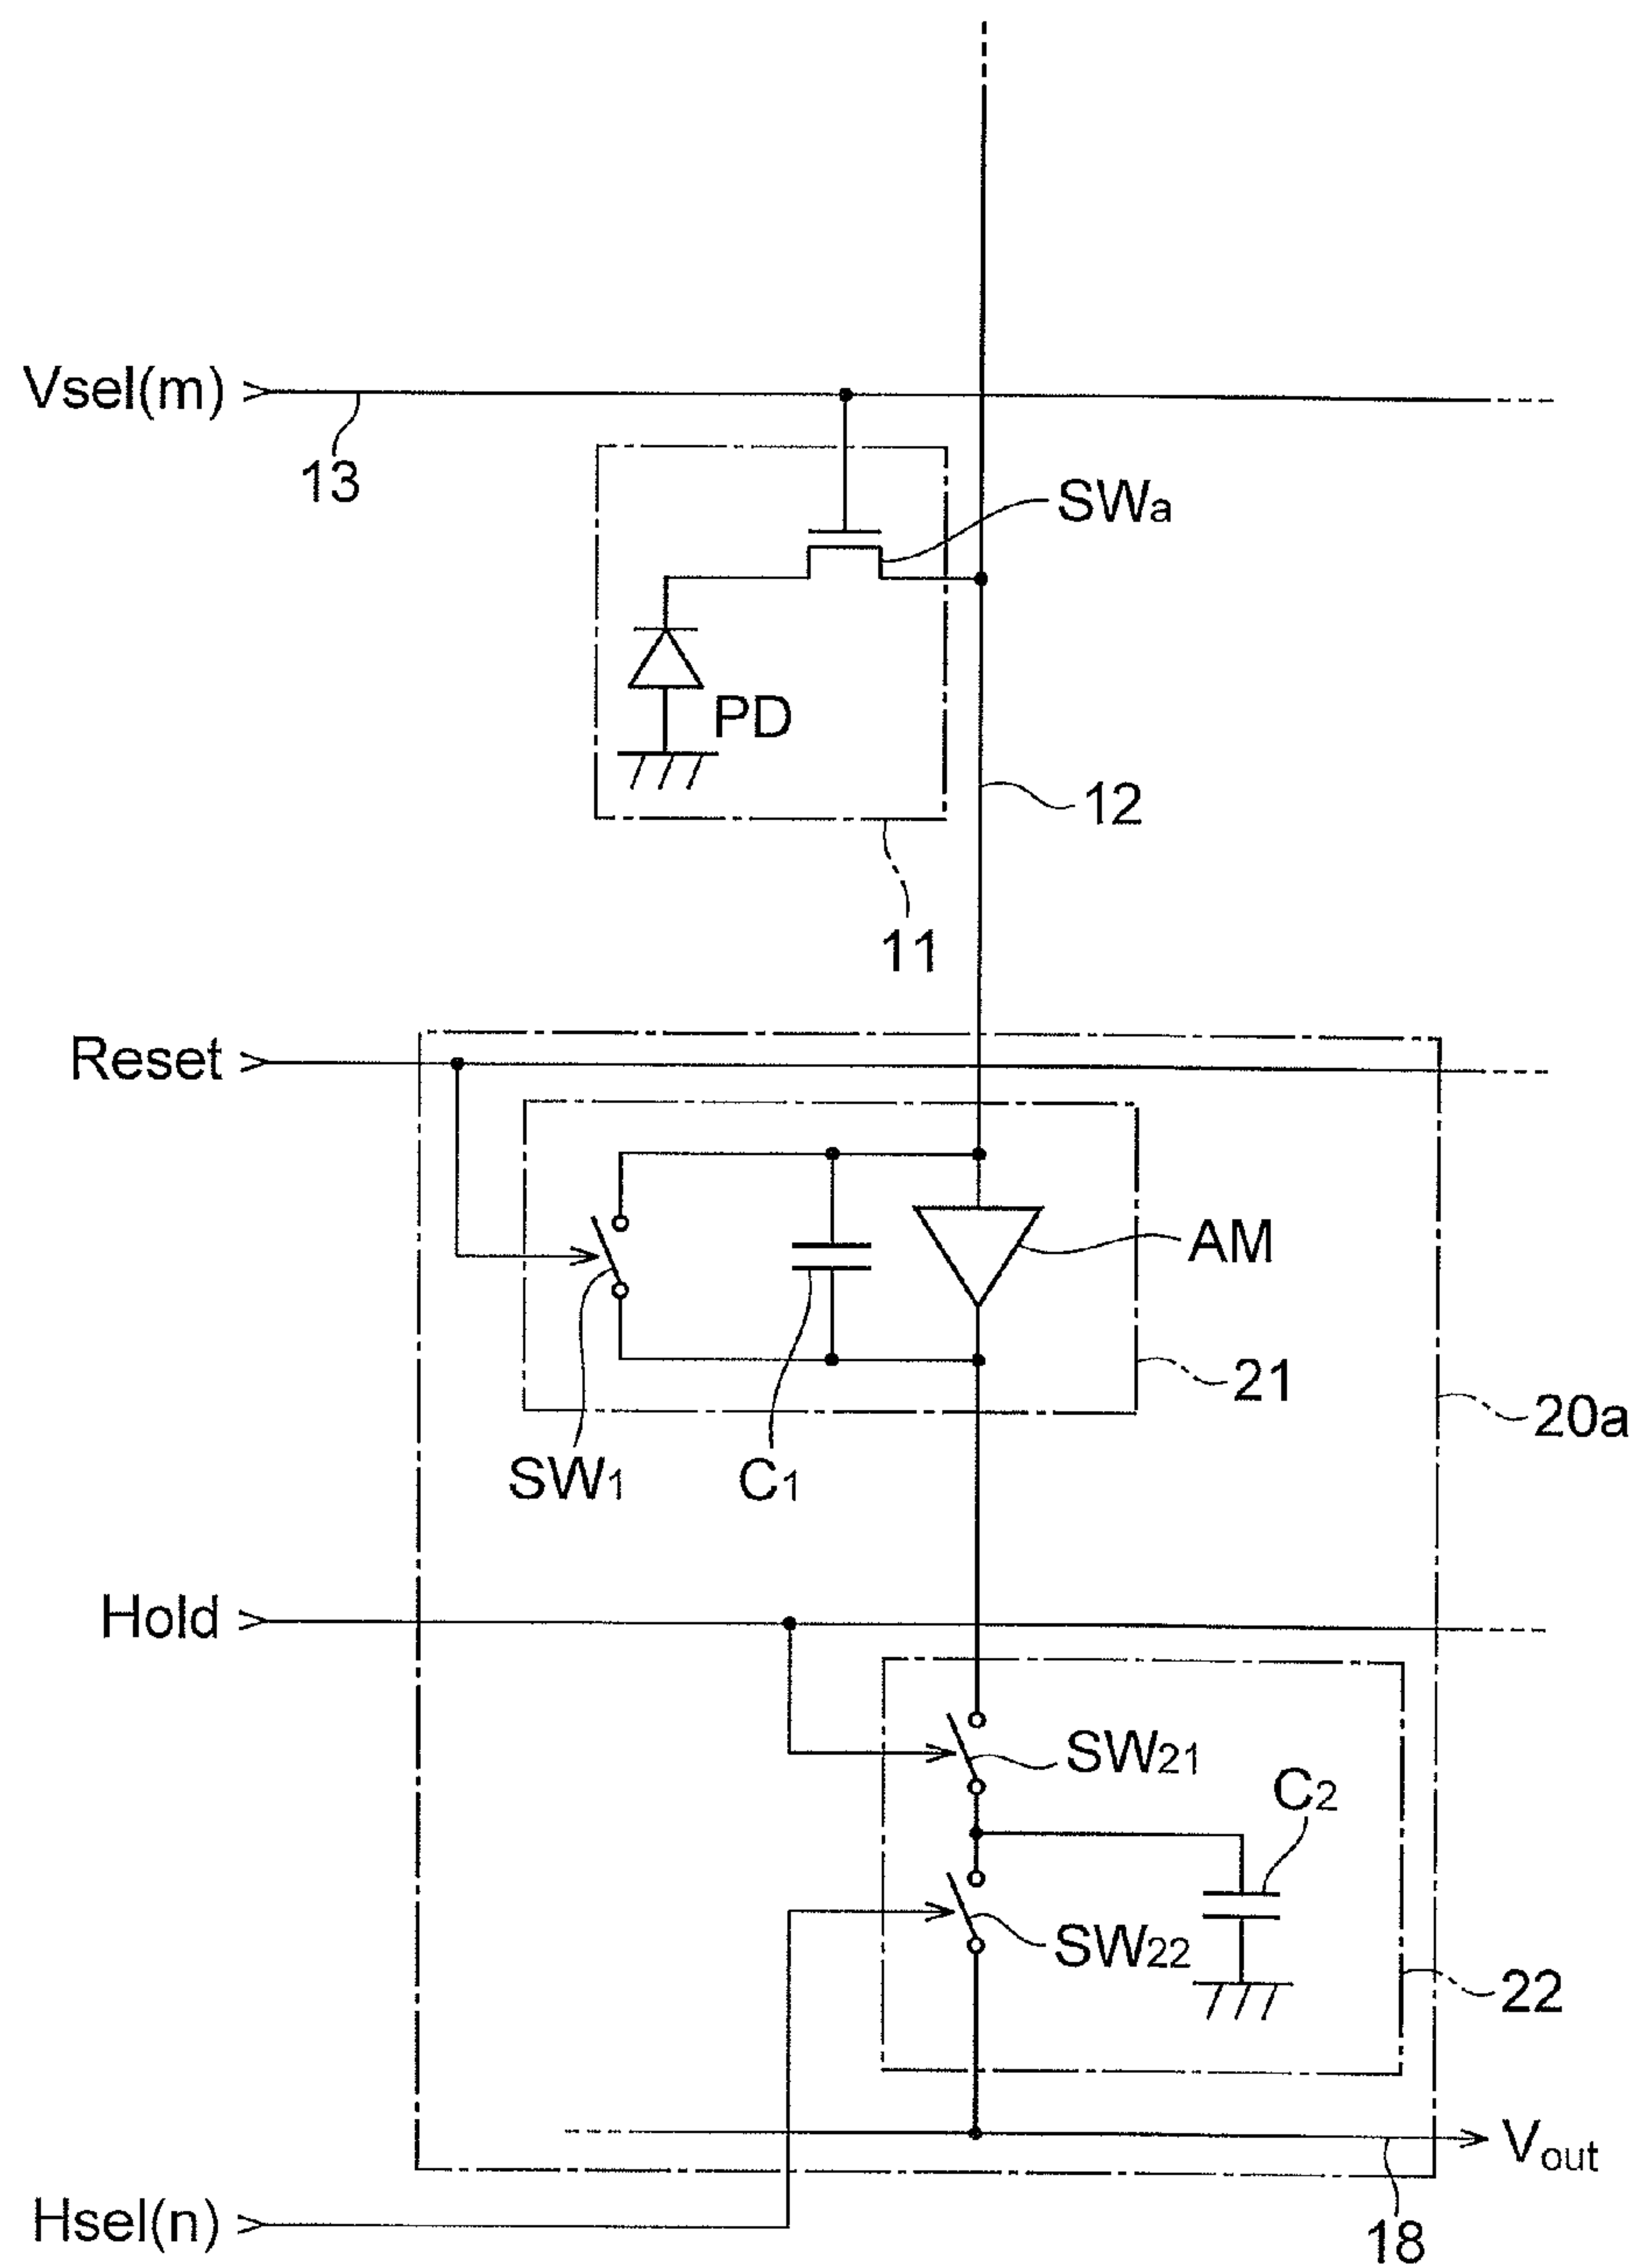 Vsel(m)
13
SWa
PD
12
11
Reset
AM
21
20a
SW1
C1
Hold
SW21
C2
SW22
22
Vout
Hsel(n)
18